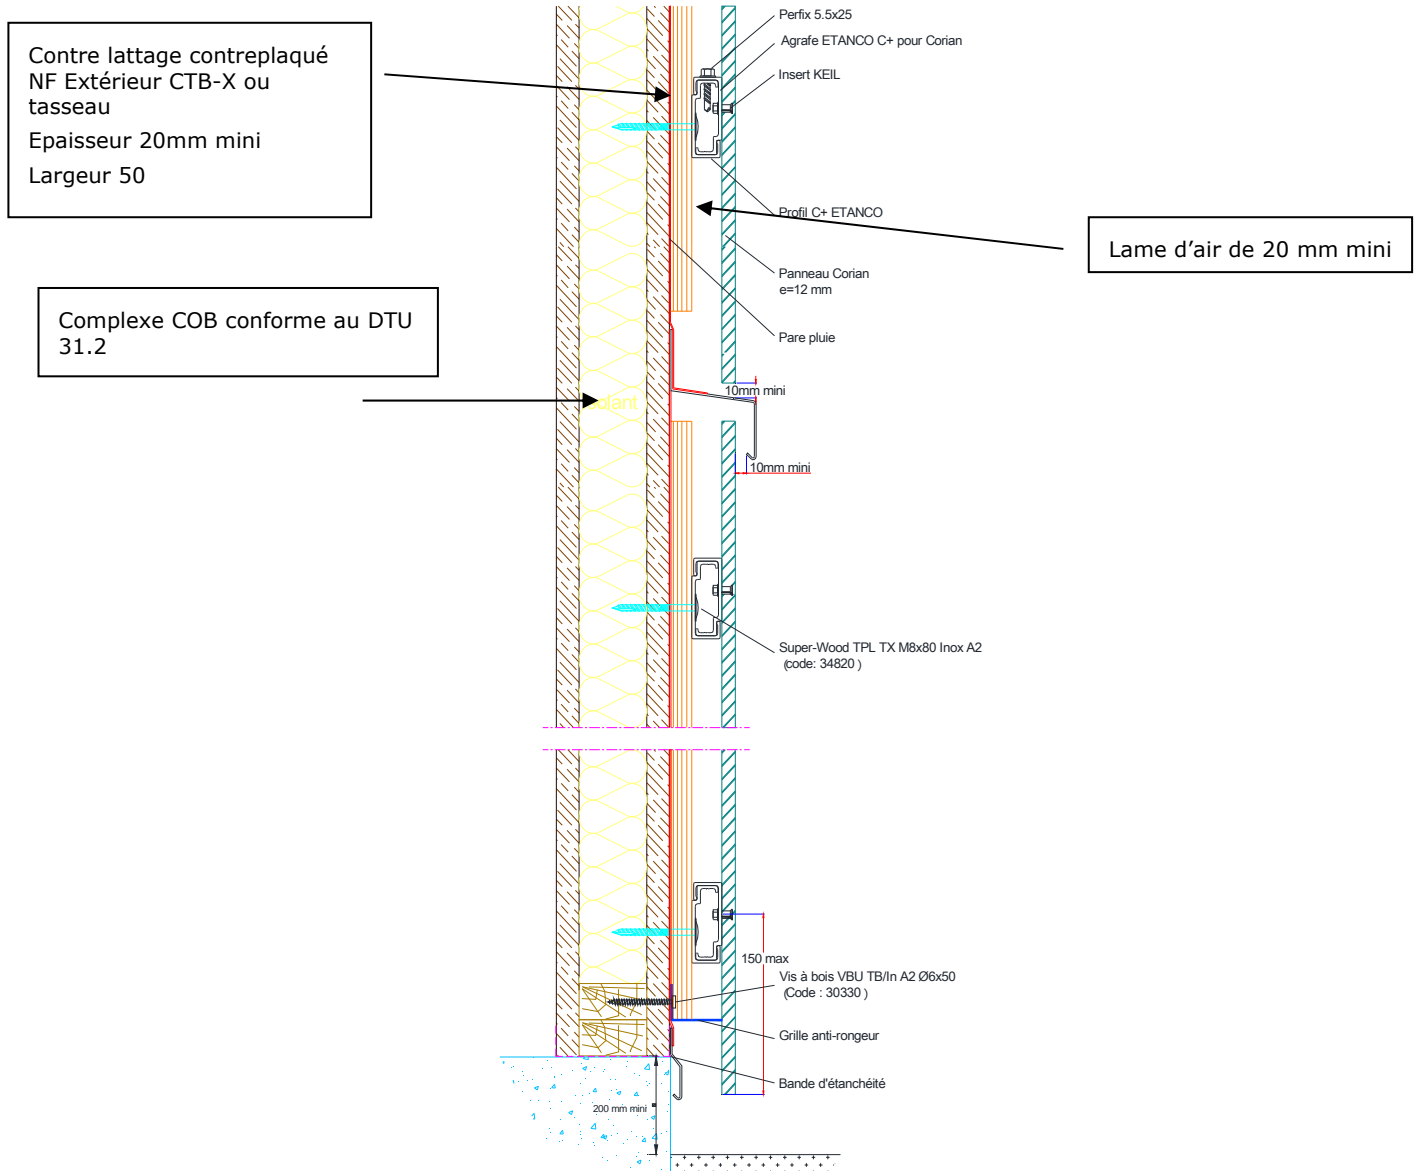 Contre lattage contreplaqué
NF Extérieur CTB-X ou
tasseau
Epaisseur 20mm mini
Largeur 50
Complexe COB conforme au DTU
31.2
Perfix 5.5x25
Agrafe ETANCO C+ pour Corian
Insert KEIL
Profil C+ ETANCO
Lame d’air de 20 mm mini
Panneau Corian
e=12 mm
Pare pluie
10mm mini
isolant
10mm mini
Super-Wood TPL TX M8x80 Inox A2
(code: 34820 )
150 max
Vis à bois VBU TB/In A2 Ø6x50
(Code : 30330 )
Grille anti-rongeur
Bande d'étanchéité
200 mm mini